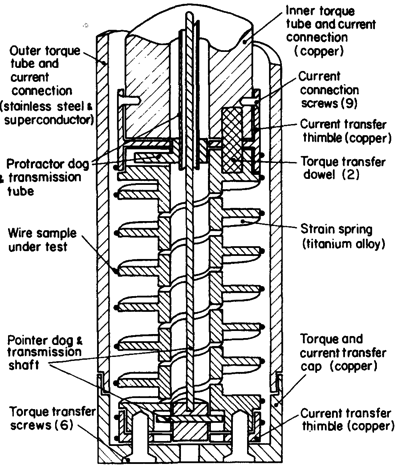 Outer torque
tube and current
connection
(stainless steel &
superconductor)
Protractor dog
& transmission
tube
Wire sample
under test
Pointer dog &
transmission
shaft
Torque transfer
screws (6)
Inner torque
tube and current
connection
(copper)
Current
connection
screws (9)
Current transfer
thimble (copper)
Torque transfer
dowel (2)
Strain spring
(titanium alloy)
Torque and
current transfer
cap (copper)
Current transfer
thimble (copper)